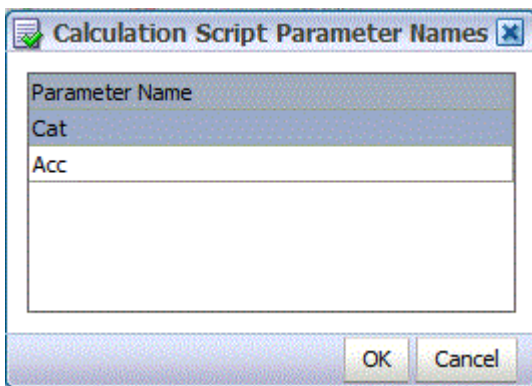 Calculation Script Parameter Names
Parameter Name
Cat
Acc
OK Cancel